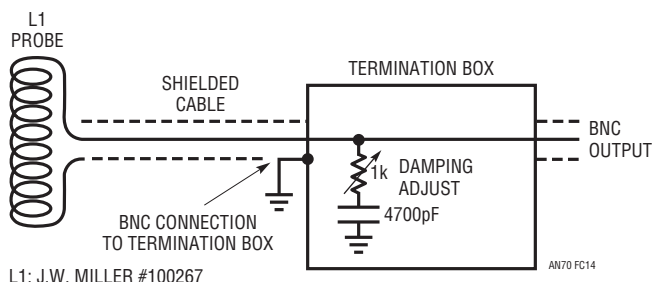 L1
PROBE
SHIELDED
CABLE
TERMINATION BOX
BNC
OUTPUT
1k
DAMPING
ADJUST
4700pF
BNC CONNECTION
TO TERMINATION BOX
L1: J.W. MILLER #100267
AN70 FC14